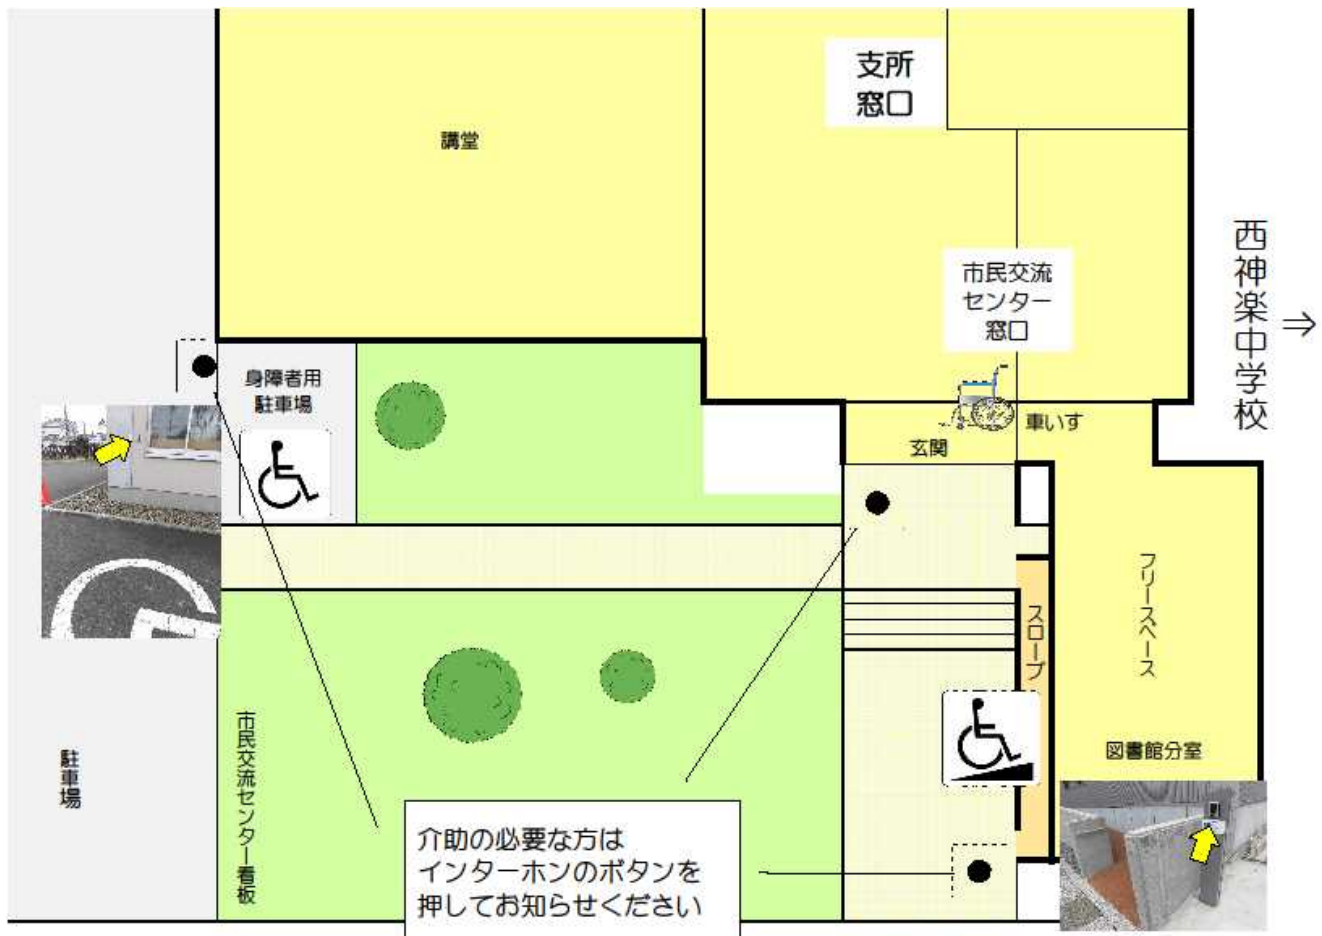 支所
窓口
講堂
西神楽中学校
⇒
市民交流
センター
窓口
身障者用
駐車場
車いす
玄関
フリースペース
スロープ
図書館分室
市民交流センター看板
駐車場
介助の必要な方は
インターホンのボタンを
押してお知らせください